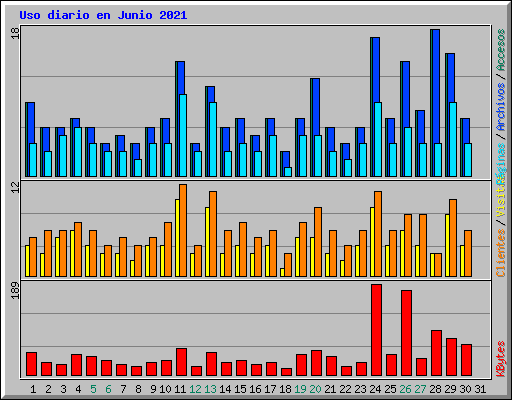 Uso diario en Junio 2021
18
12
189
Accesos / Archivos / Páginas
Visitas / Clientes
KBytes
1 2 3 4 5 6 7 8 9 10 11 12 13 14 15 16 17 18 19 20 21 22 23 24 25 26 27 28 29 30 31